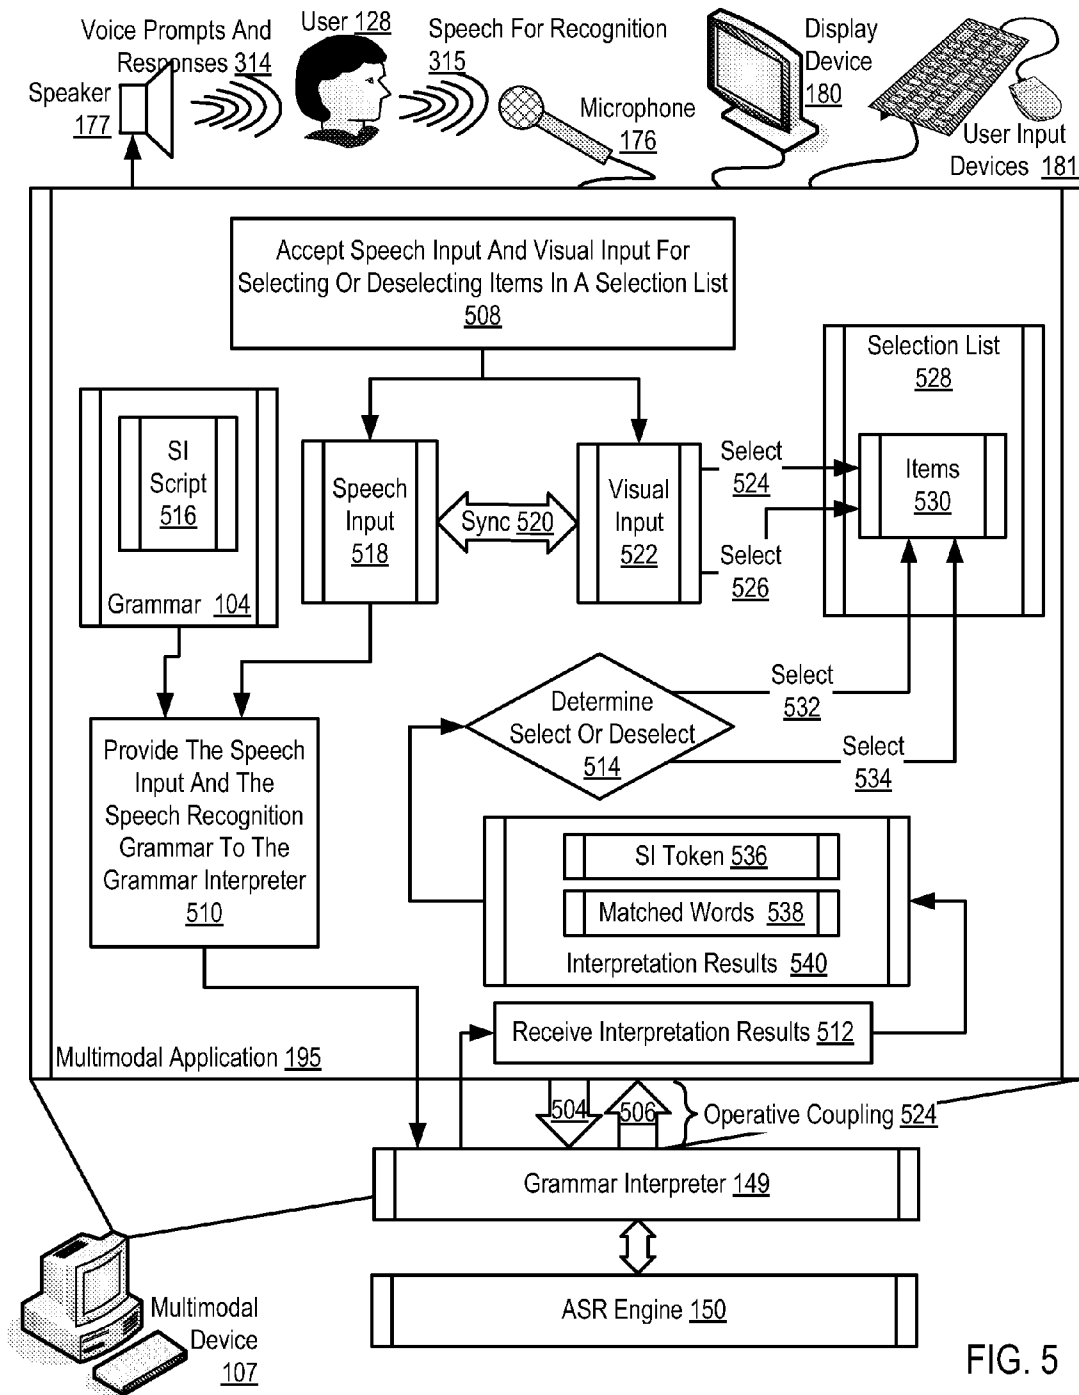 Voice Prompts And
Responses 314
User 128
Speech For Recognition
315
Display
Device
180
Speaker
177
Microphone
176
User Input
Devices 181
Accept Speech Input And Visual Input For
Selecting Or Deselecting Items In A Selection List
508
Selection List
528
SI
Script
516
Grammar 104
Speech
Input
518
Sync 520
Visual
Input
522
Select
524
Select
526
Items
530
Determine
Select Or Deselect
514
Select
532
Select
534
Provide The Speech
Input And The
Speech Recognition
Grammar To The
Grammar Interpreter
510
SI Token 536
Matched Words 538
Interpretation Results 540
Receive Interpretation Results 512
Multimodal Application 195
504
506
Operative Coupling 524
Grammar Interpreter 149
ASR Engine 150
Multimodal
Device
107
FIG. 5